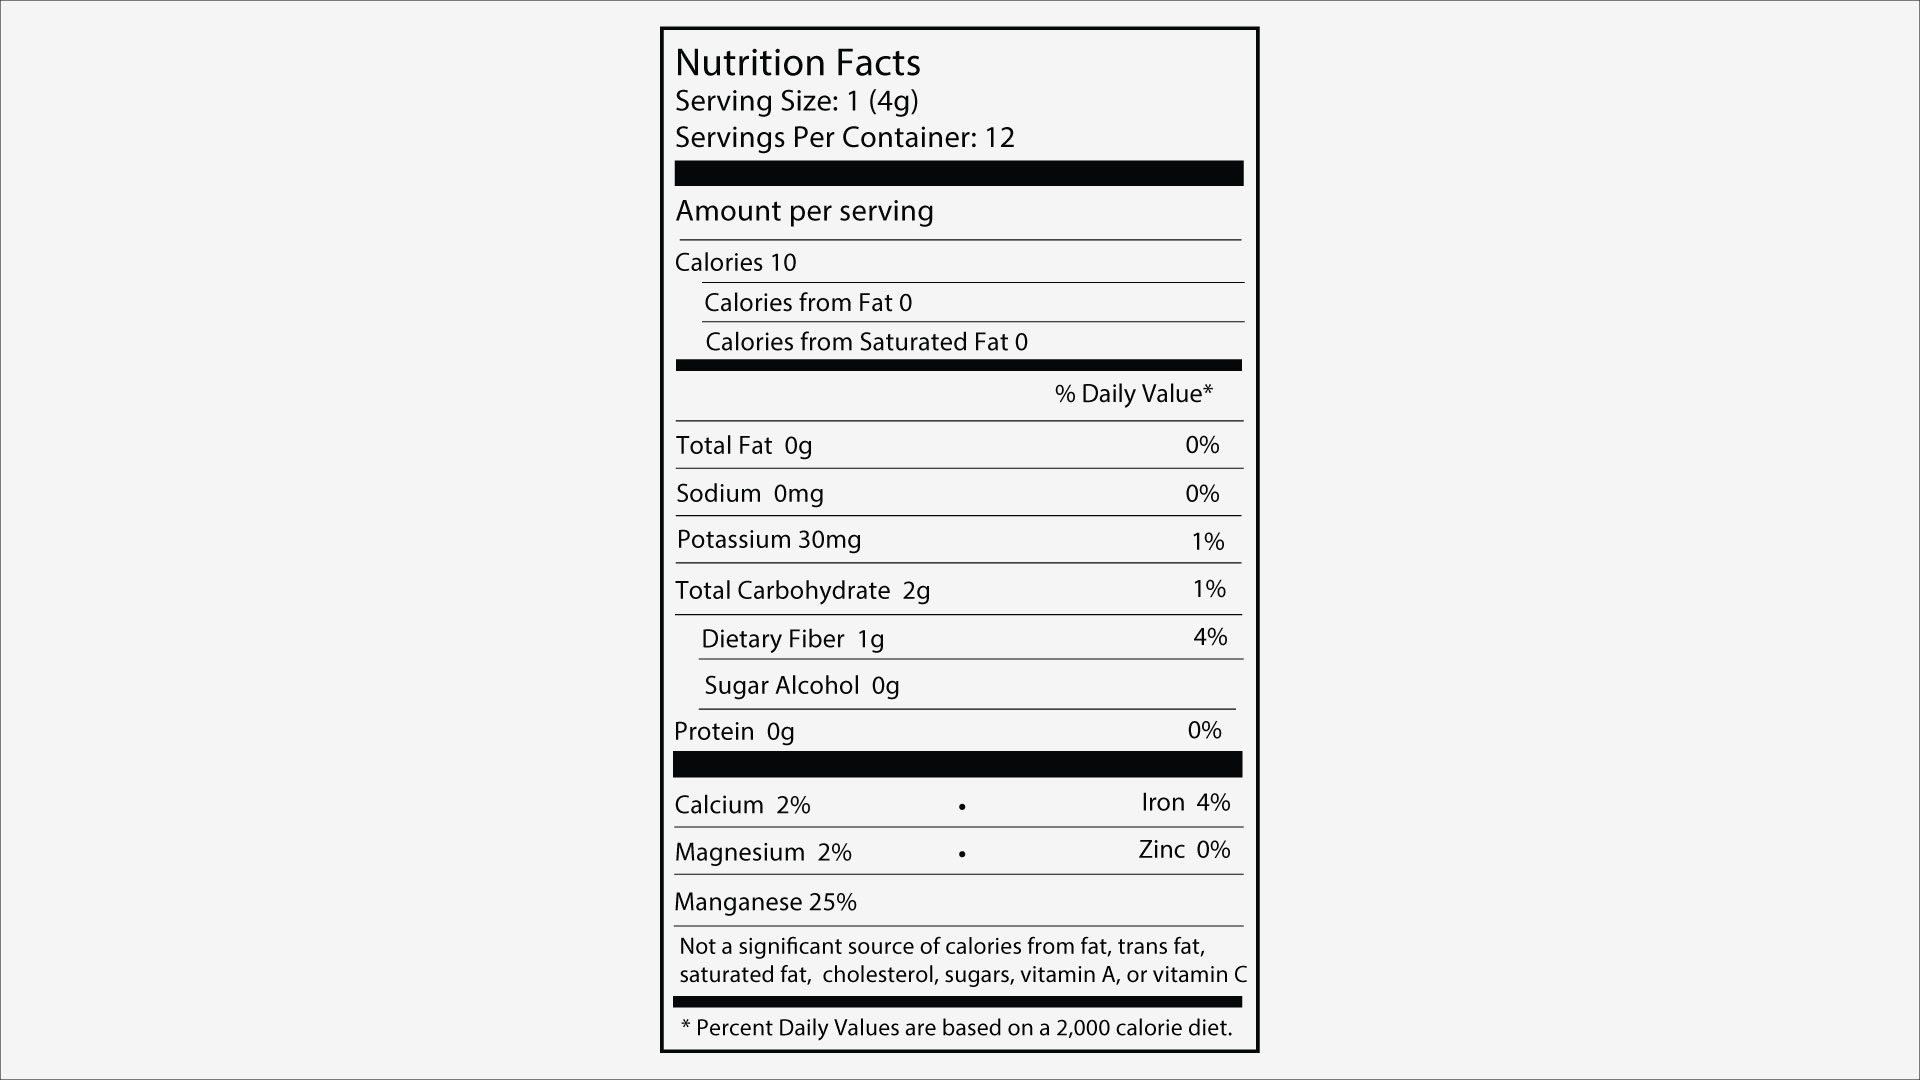 Nutrition Facts
Serving Size: 1 (4g)
Servings Per Container: 12
Amount per serving
Calories 10
Calories from Fat 0
Calories from Saturated Fat 0
% Daily Value*
Total Fat 0g 0%
Sodium 0mg 0%
Potassium 30mg 1%
Total Carbohydrate 2g 1%
Dietary Fiber 1g 4%
Sugar Alcohol 0g
Protein 0g 0%
Calcium 2% • Iron 4%
Magnesium 2% • Zinc 0%
Manganese 25%
Not a significant source of calories from fat, trans fat,
saturated fat, cholesterol, sugars, vitamin A, or vitamin C
* Percent Daily Values are based on a 2,000 calorie diet.